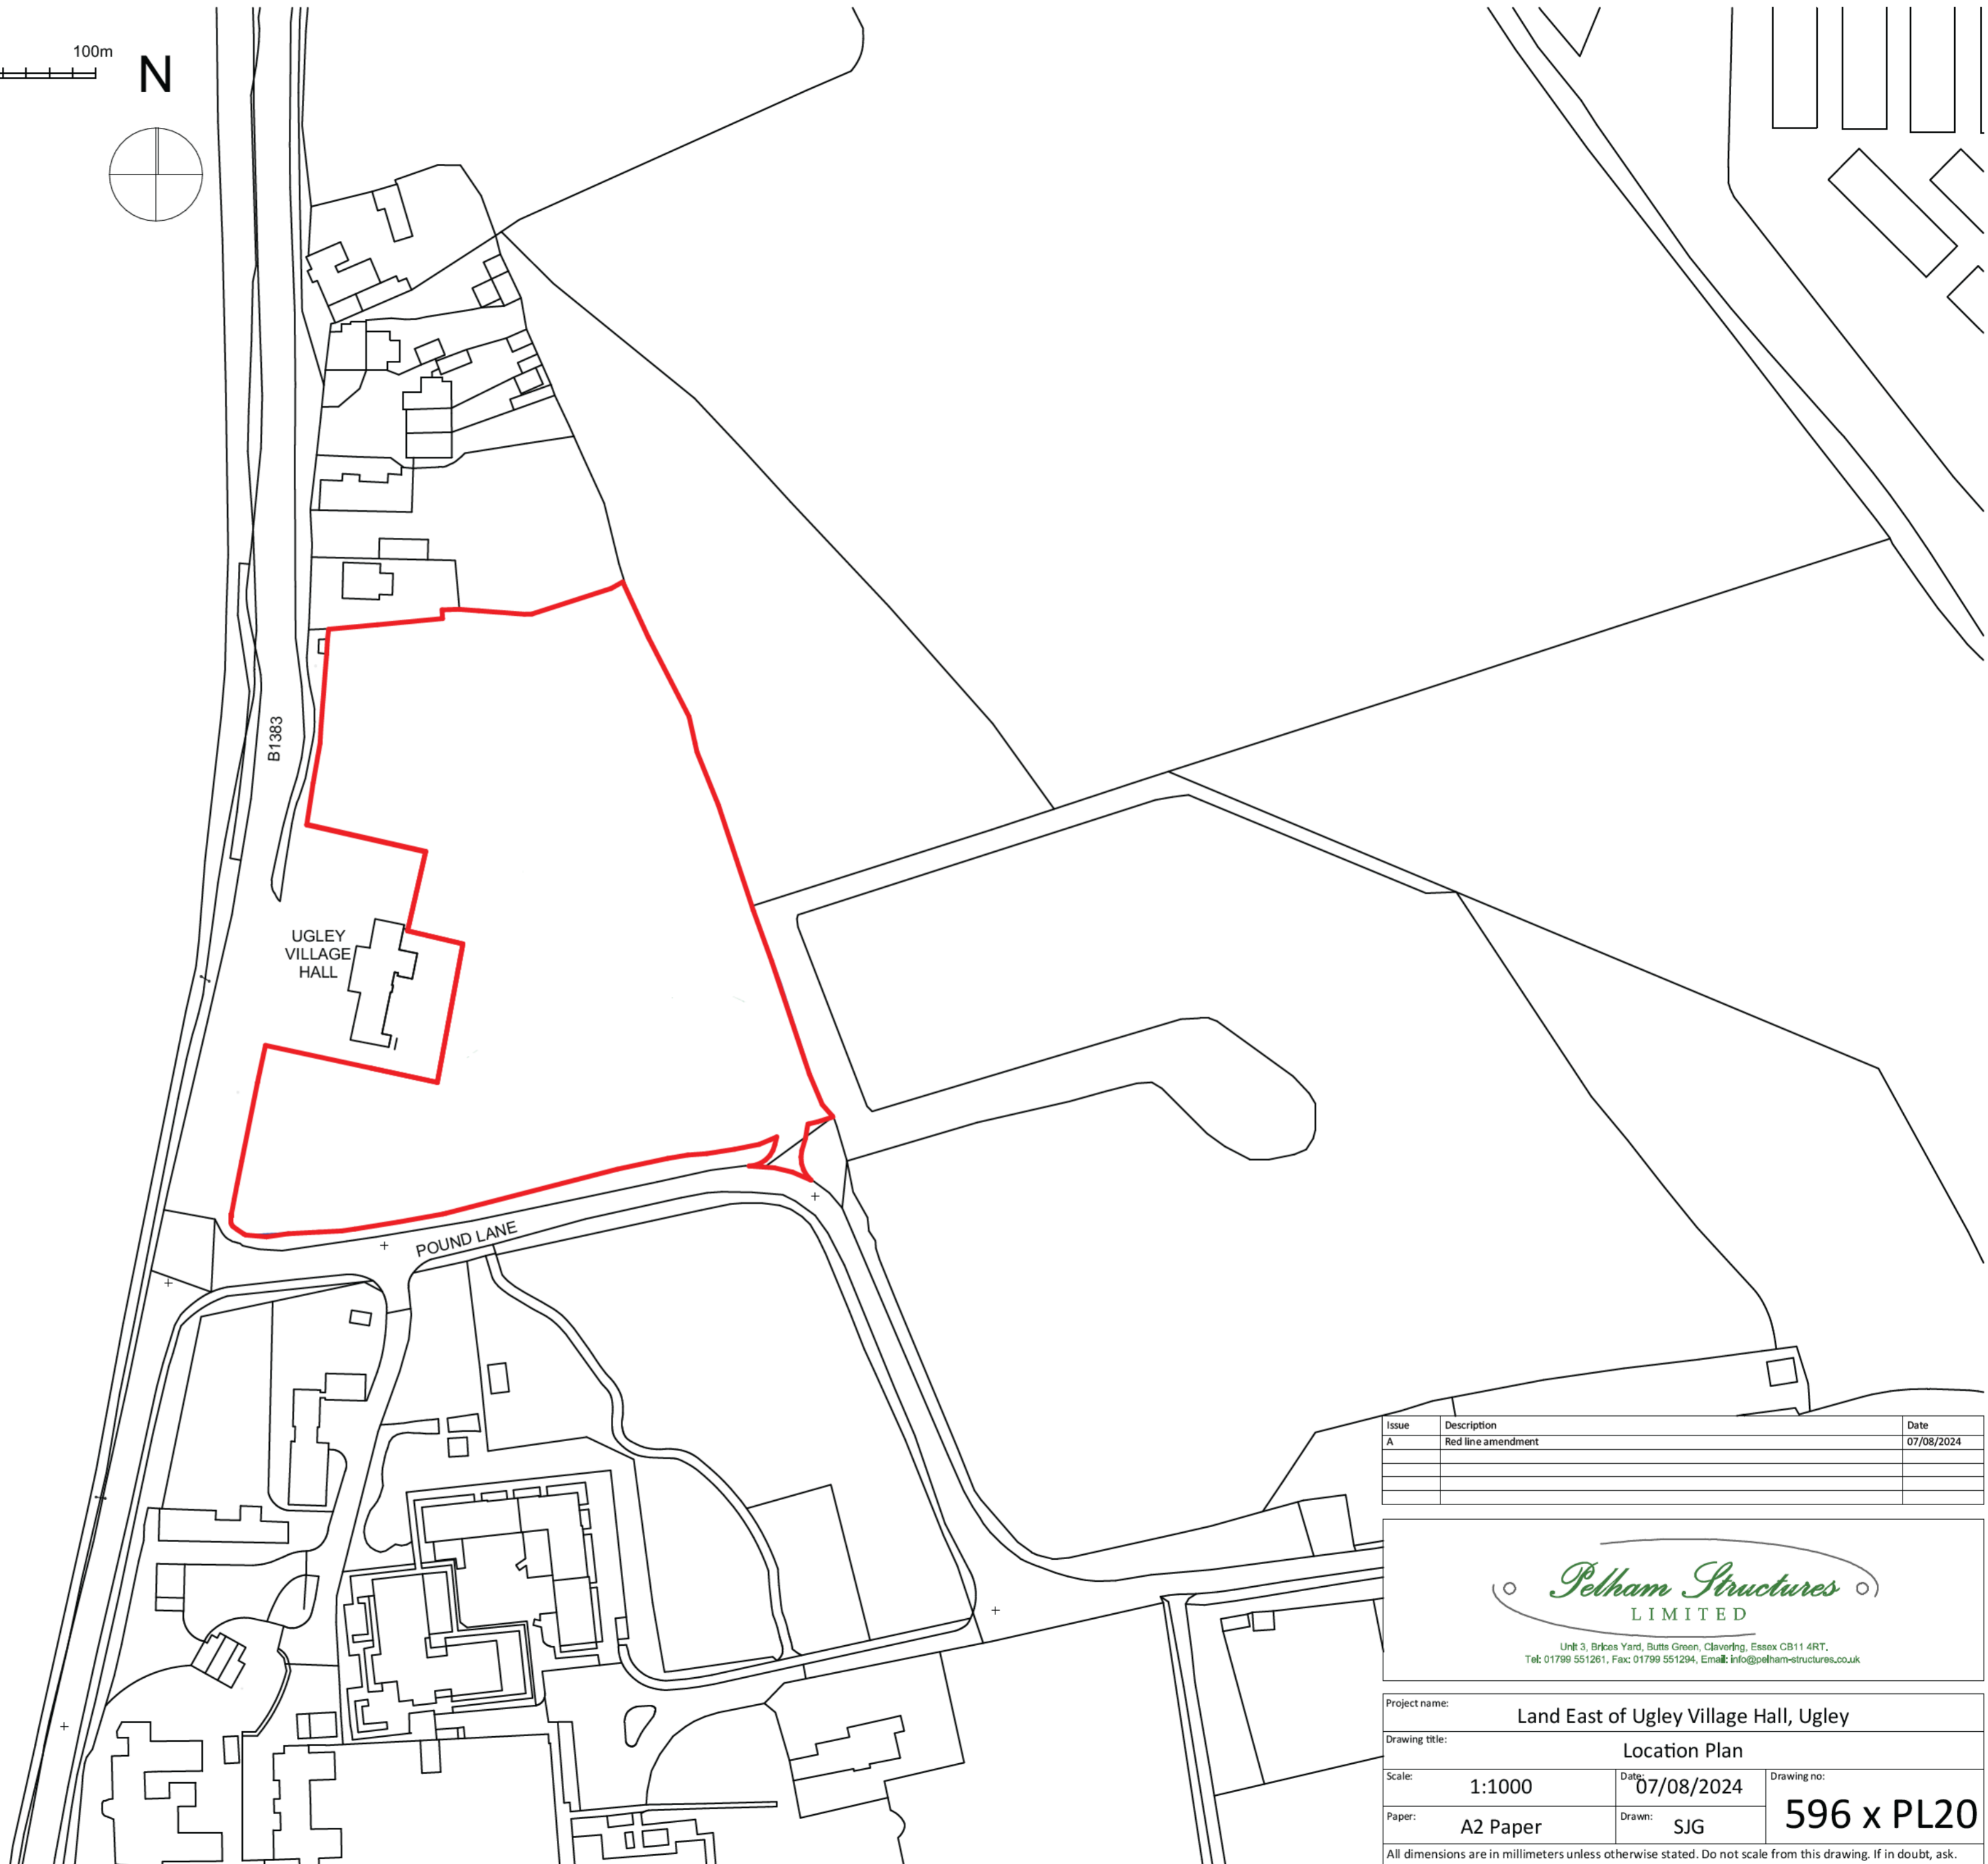 100m
N
B1383
UGLEY
VILLAGE
HALL
POUND LANE
Issue Description Date
A Red line amendment 07/08/2024
Pelham Structures
LIMITED
Unit 3, Brices Yard, Butts Green, Clavering, Essex CB11 4RT.
Tel: 01799 551261, Fax: 01799 551294, Email: info@pelham-structures.co.uk
Project name: Land East of Ugley Village Hall, Ugley
Drawing title: Location Plan
Scale: 1:1000 Date: 07/08/2024 Drawing no:
596 x PL20
Paper: A2 Paper Drawn: SJG
All dimensions are in millimeters unless otherwise stated. Do not scale from this drawing. If in doubt, ask.